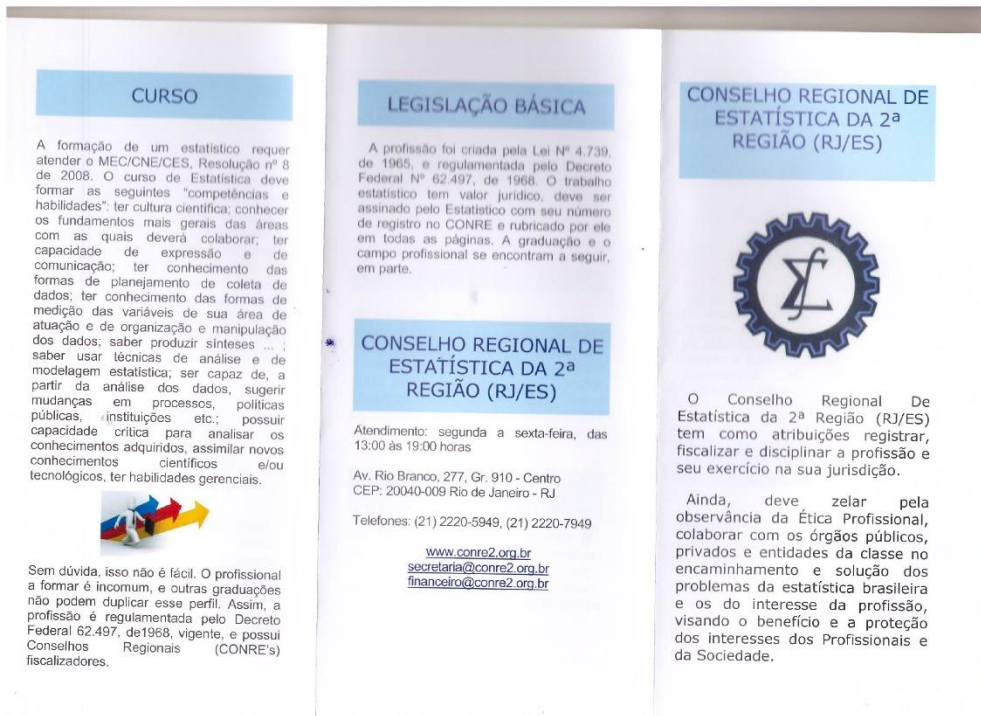 CURSO
A formação de um estatístico requer
atender o MEC/CNE/CES, Resolução nº 8
de 2008. O curso de Estatística deve
formar as seguintes "competências e
habilidades": ter cultura científica; conhecer
os fundamentos mais gerais das áreas
com as quais deverá colaborar; ter
capacidade de expressão e de
comunicação; ter conhecimento das
formas de planejamento de coleta de
dados; ter conhecimento das formas de
medição das variáveis de sua área de
atuação e de organização e manipulação
dos dados; saber produzir sínteses ... ;
saber usar técnicas de análise e de
modelagem estatística; ser capaz de, a
partir da análise dos dados, sugerir
mudanças em processos, políticas
públicas, instituições etc.; possuir
capacidade crítica para analisar os
conhecimentos adquiridos, assimilar novos
conhecimentos científicos e/ou
tecnológicos, ter habilidades gerenciais.
Sem dúvida, isso não é fácil. O profissional
a formar é incomum, e outras graduações
não podem duplicar esse perfil. Assim, a
profissão é regulamentada pelo Decreto
Federal 62.497, de1968, vigente, e possui
Conselhos Regionais (CONRE's)
fiscalizadores.
LEGISLAÇÃO BÁSICA
A profissão foi criada pela Lei Nº 4.739,
de 1965, e regulamentada pelo Decreto
Federal Nº 62.497, de 1968. O trabalho
estatístico tem valor jurídico, deve ser
assinado pelo Estatístico com seu número
de registro no CONRE e rubricado por ele
em todas as páginas. A graduação e o
campo profissional se encontram a seguir,
em parte.
CONSELHO REGIONAL DE
ESTATÍSTICA DA 2ª
REGIÃO (RJ/ES)
Atendimento: segunda a sexta-feira, das
13:00 às 19:00 horas
Av. Rio Branco, 277, Gr. 910 - Centro
CEP: 20040-009 Rio de Janeiro - RJ
Telefones: (21) 2220-5949, (21) 2220-7949
www.conre2.org.br
secretaria@conre2.org.br
financeiro@conre2.org.br
CONSELHO REGIONAL DE
ESTATÍSTICA DA 2ª
REGIÃO (RJ/ES)
O Conselho Regional De
Estatística da 2ª Região (RJ/ES)
tem como atribuições registrar,
fiscalizar e disciplinar a profissão e
seu exercício na sua jurisdição.
Ainda, deve zelar pela
observância da Ética Profissional,
colaborar com os órgãos públicos,
privados e entidades da classe no
encaminhamento e solução dos
problemas da estatística brasileira
e os do interesse da profissão,
visando o benefício e a proteção
dos interesses dos Profissionais e
da Sociedade.